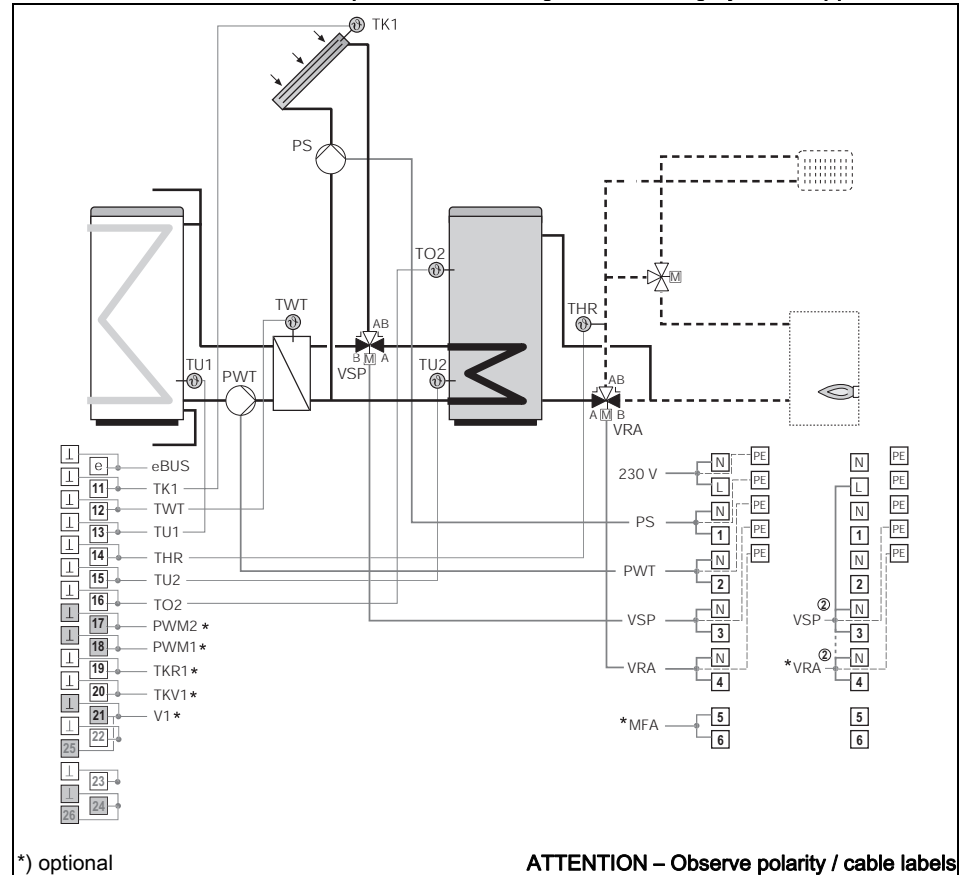 TK1
PS
TO2
TWT
THR
AB
B M A
VSP
TU1
PWT
TU2
M
AB
A M B
VRA
⊥
e eBUS
⊥
11 TK1
⊥
12 TWT
⊥
13 TU1
⊥
14 THR
⊥
15 TU2
⊥
16 TO2
⊥
17 PWM2 *
⊥
18 PWM1 *
⊥
19 TKR1 *
⊥
20 TKV1 *
⊥
21 V1 *
⊥
22
25
⊥
23
⊥
24
26
230 V N PE
L PE
PS N PE
1 PE
PWT N PE
2
VSP N
3
VRA N
4
*MFA 5
6
N PE
L PE
N PE
1 PE
N PE
2
VSP ② N
3
*VRA ② N
4
5
6
*) optional
ATTENTION – Observe polarity / cable labels